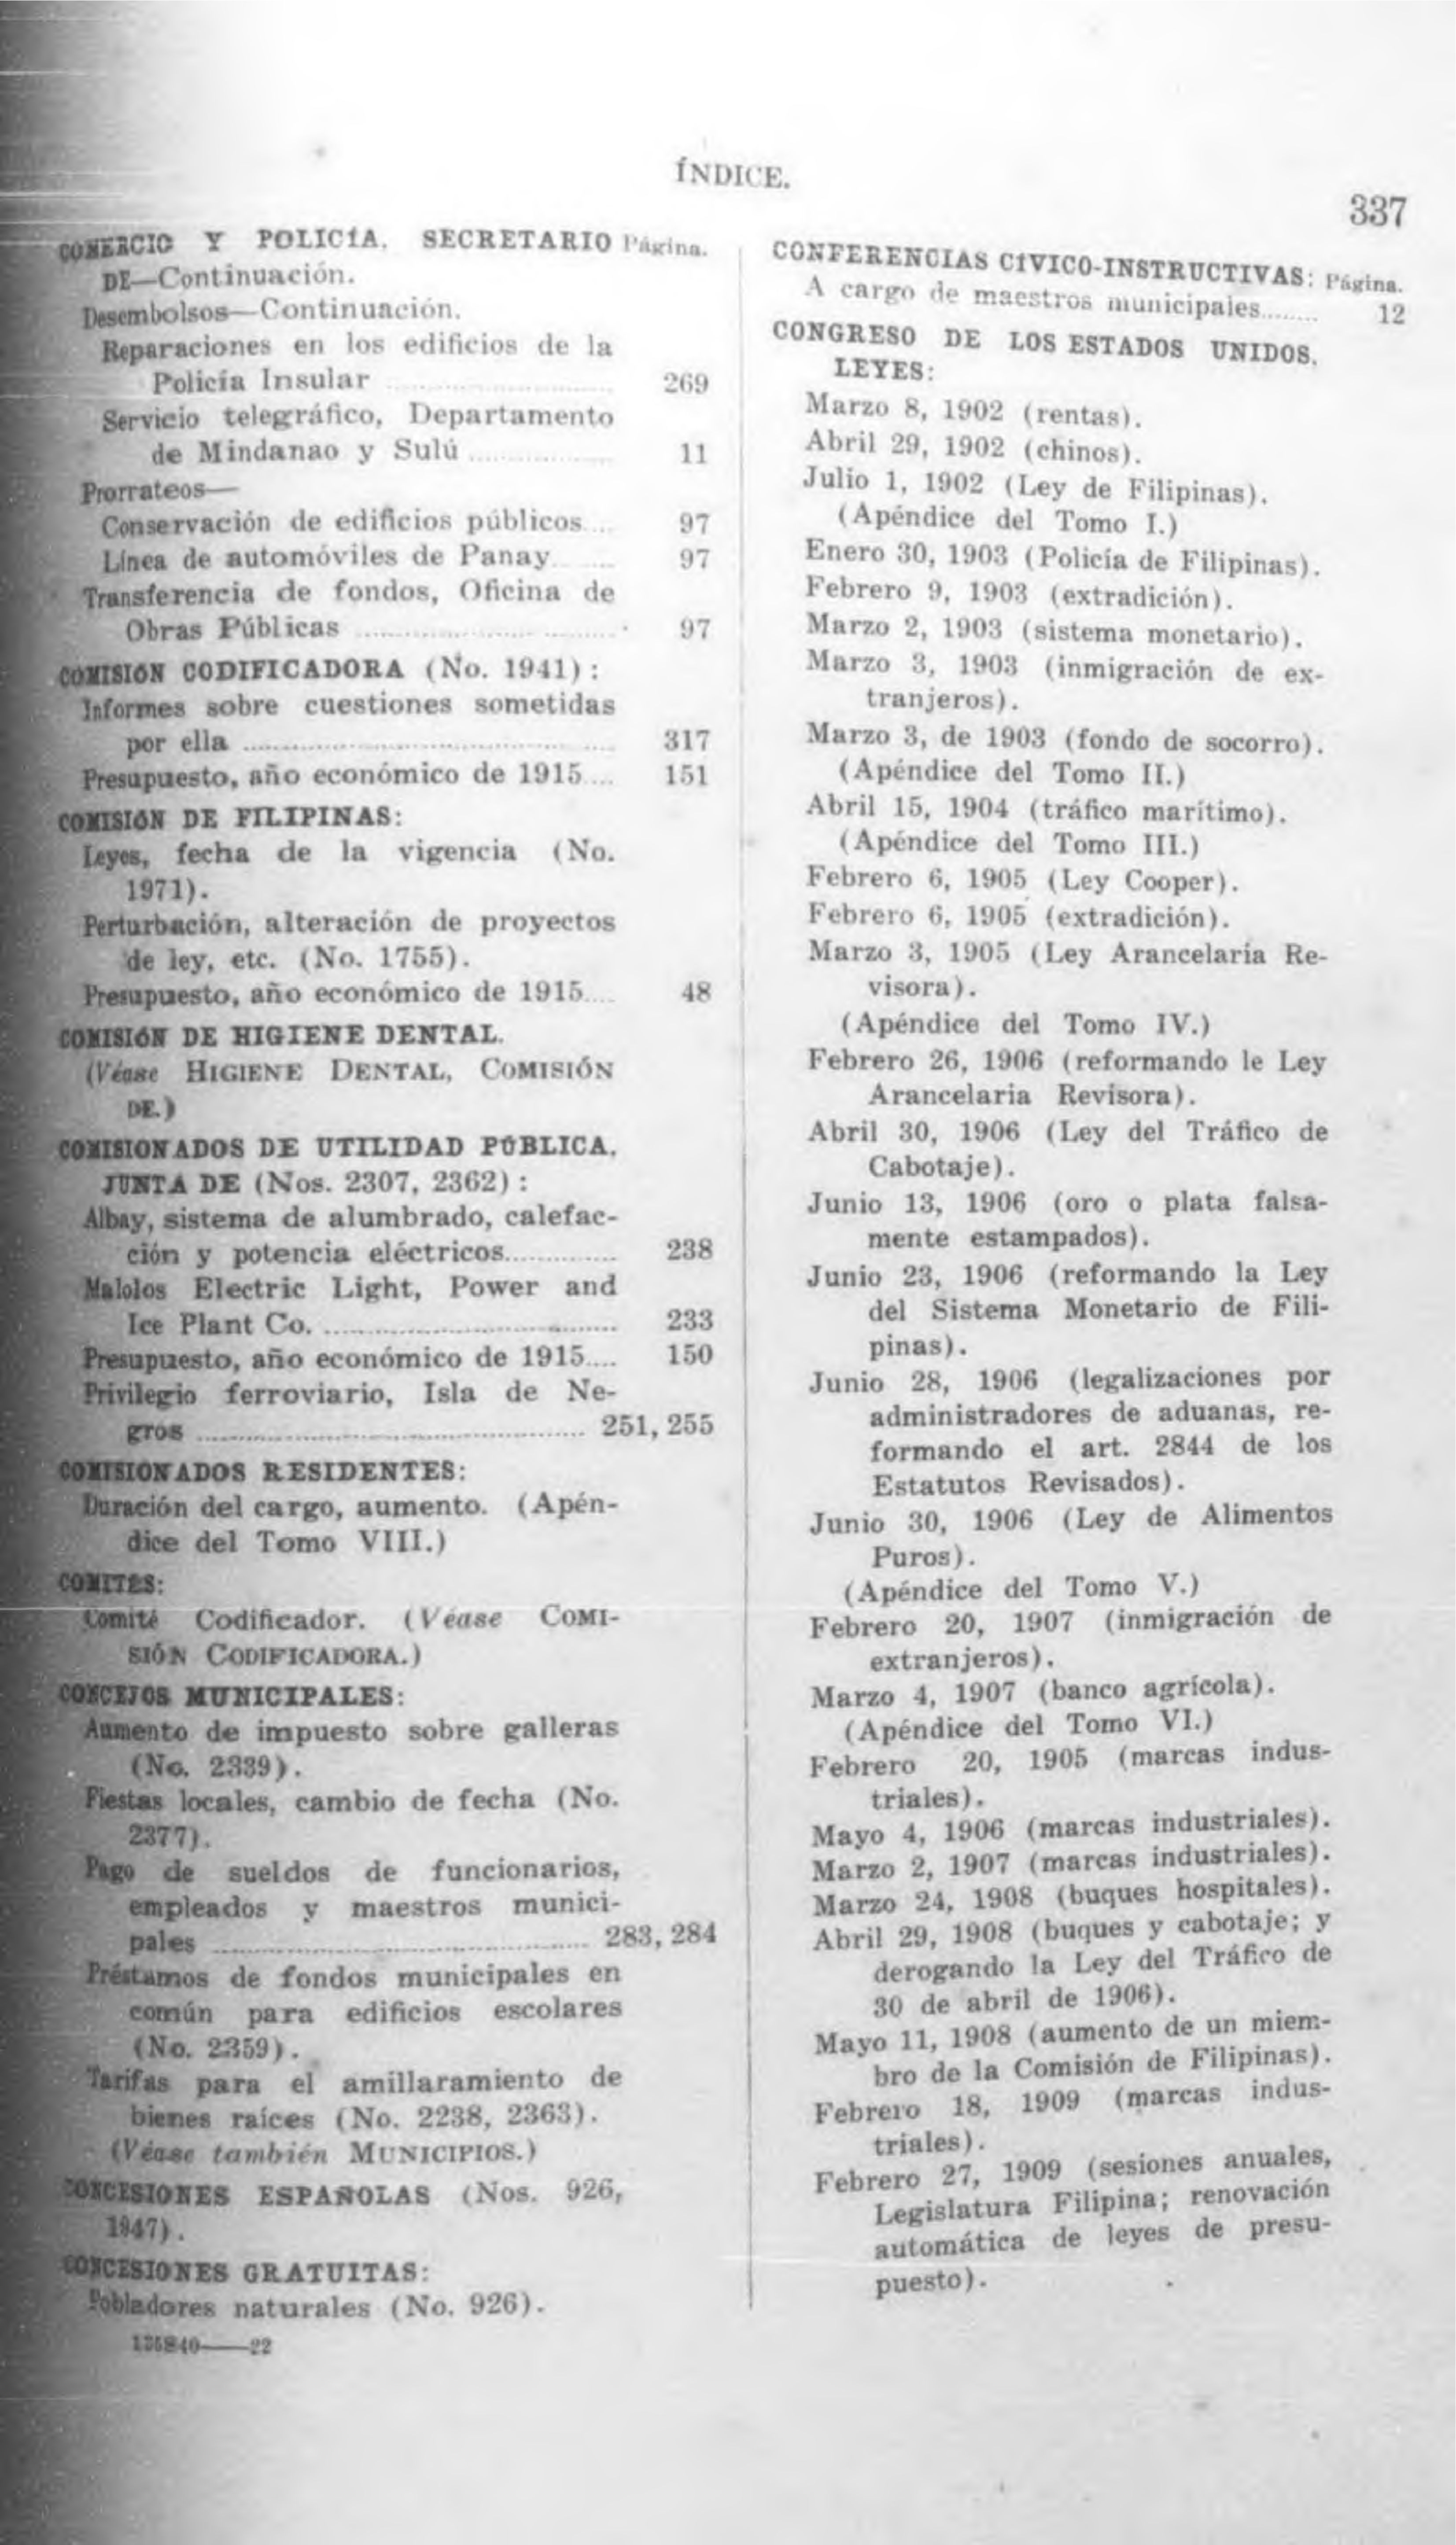 ÍNDICE.
337
COMERCIO Y POLICÍA, SECRETARIO Página.
DE—Continuación.
Desembolsos—Continuación.
Reparaciones en los edificios de la
Policía Insular ........ 269
Servicio telegráfico, Departamento
de Mindanao y Sulú ........ 11
Prorrateos—
Conservación de edificios públicos.... 97
Línea de automóviles de Panay........ 97
Transferencia de fondos, Oficina de
Obras Públicas ........ 97
COMISIÓN CODIFICADORA (No. 1941):
Informes sobre cuestiones sometidas
por ella ........ 317
Presupuesto, año económico de 1915.... 151
COMISIÓN DE FILIPINAS:
Leyes, fecha de la vigencia (No.
1971).
Perturbación, alteración de proyectos
de ley, etc. (No. 1755).
Presupuesto, año económico de 1915.... 48
COMISIÓN DE HIGIENE DENTAL.
(Véase HIGIENE DENTAL, COMISIÓN
DE.)
COMISIONADOS DE UTILIDAD PÚBLICA,
JUNTA DE (Nos. 2307, 2362):
Albay, sistema de alumbrado, calefac-
ción y potencia eléctricos........ 238
Malolos Electric Light, Power and
Ice Plant Co. ........ 233
Presupuesto, año económico de 1915.... 150
Privilegio ferroviario, Isla de Ne-
gros ........ 251, 255
COMISIONADOS RESIDENTES:
Duración del cargo, aumento. (Apén-
dice del Tomo VIII.)
COMITÉS:
Comité Codificador. (Véase COMI-
SIÓN CODIFICADORA.)
CONCEJOS MUNICIPALES:
Aumento de impuesto sobre galleras
(No. 2339).
Fiestas locales, cambio de fecha (No.
2377).
Pago de sueldos de funcionarios,
empleados y maestros munici-
pales ........ 283, 284
Préstamos de fondos municipales en
común para edificios escolares
(No. 2359).
Tarifas para el amillaramiento de
bienes raíces (No. 2238, 2363).
(Véase también MUNICIPIOS.)
CONCESIONES ESPAÑOLAS (Nos. 926,
1947).
CONCESIONES GRATUITAS:
Pobladores naturales (No. 926).
135840——22
CONFERENCIAS CÍVICO-INSTRUCTIVAS: Página.
A cargo de maestros municipales........ 12
CONGRESO DE LOS ESTADOS UNIDOS,
LEYES:
Marzo 8, 1902 (rentas).
Abril 29, 1902 (chinos).
Julio 1, 1902 (Ley de Filipinas).
(Apéndice del Tomo I.)
Enero 30, 1903 (Policía de Filipinas).
Febrero 9, 1903 (extradición).
Marzo 2, 1903 (sistema monetario).
Marzo 3, 1903 (inmigración de ex-
tranjeros).
Marzo 3, de 1903 (fondo de socorro).
(Apéndice del Tomo II.)
Abril 15, 1904 (tráfico marítimo).
(Apéndice del Tomo III.)
Febrero 6, 1905 (Ley Cooper).
Febrero 6, 1905 (extradición).
Marzo 3, 1905 (Ley Arancelaria Re-
visora).
(Apéndice del Tomo IV.)
Febrero 26, 1906 (reformando le Ley
Arancelaria Revisora).
Abril 30, 1906 (Ley del Tráfico de
Cabotaje).
Junio 13, 1906 (oro o plata falsa-
mente estampados).
Junio 23, 1906 (reformando la Ley
del Sistema Monetario de Fili-
pinas).
Junio 28, 1906 (legalizaciones por
administradores de aduanas, re-
formando el art. 2844 de los
Estatutos Revisados).
Junio 30, 1906 (Ley de Alimentos
Puros).
(Apéndice del Tomo V.)
Febrero 20, 1907 (inmigración de
extranjeros).
Marzo 4, 1907 (banco agrícola).
(Apéndice del Tomo VI.)
Febrero 20, 1905 (marcas indus-
triales).
Mayo 4, 1906 (marcas industriales).
Marzo 2, 1907 (marcas industriales).
Marzo 24, 1908 (buques hospitales).
Abril 29, 1908 (buques y cabotaje; y
derogando la Ley del Tráfico de
30 de abril de 1906).
Mayo 11, 1908 (aumento de un miem-
bro de la Comisión de Filipinas).
Febrero 18, 1909 (marcas indus-
triales).
Febrero 27, 1909 (sesiones anuales,
Legislatura Filipina; renovación
automática de leyes de presu-
puesto).